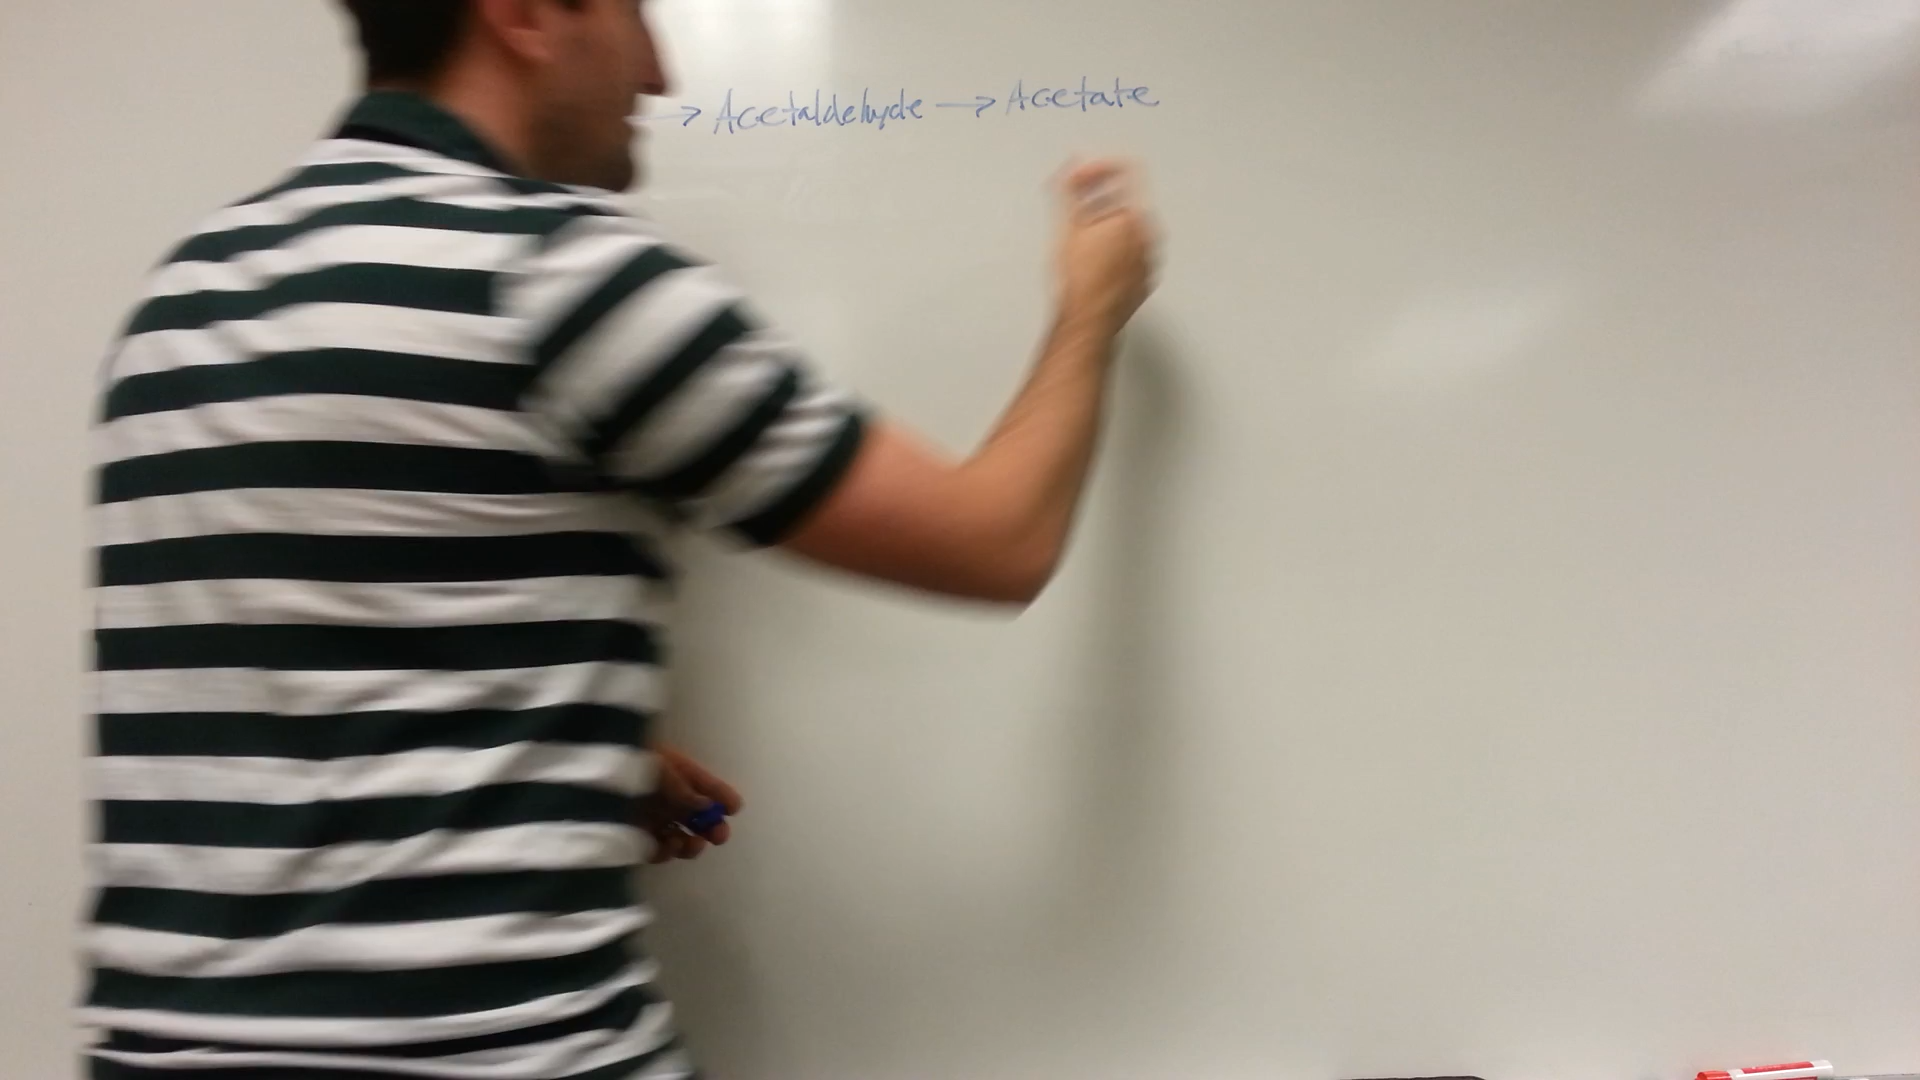 → Acetaldehyde → Acetate